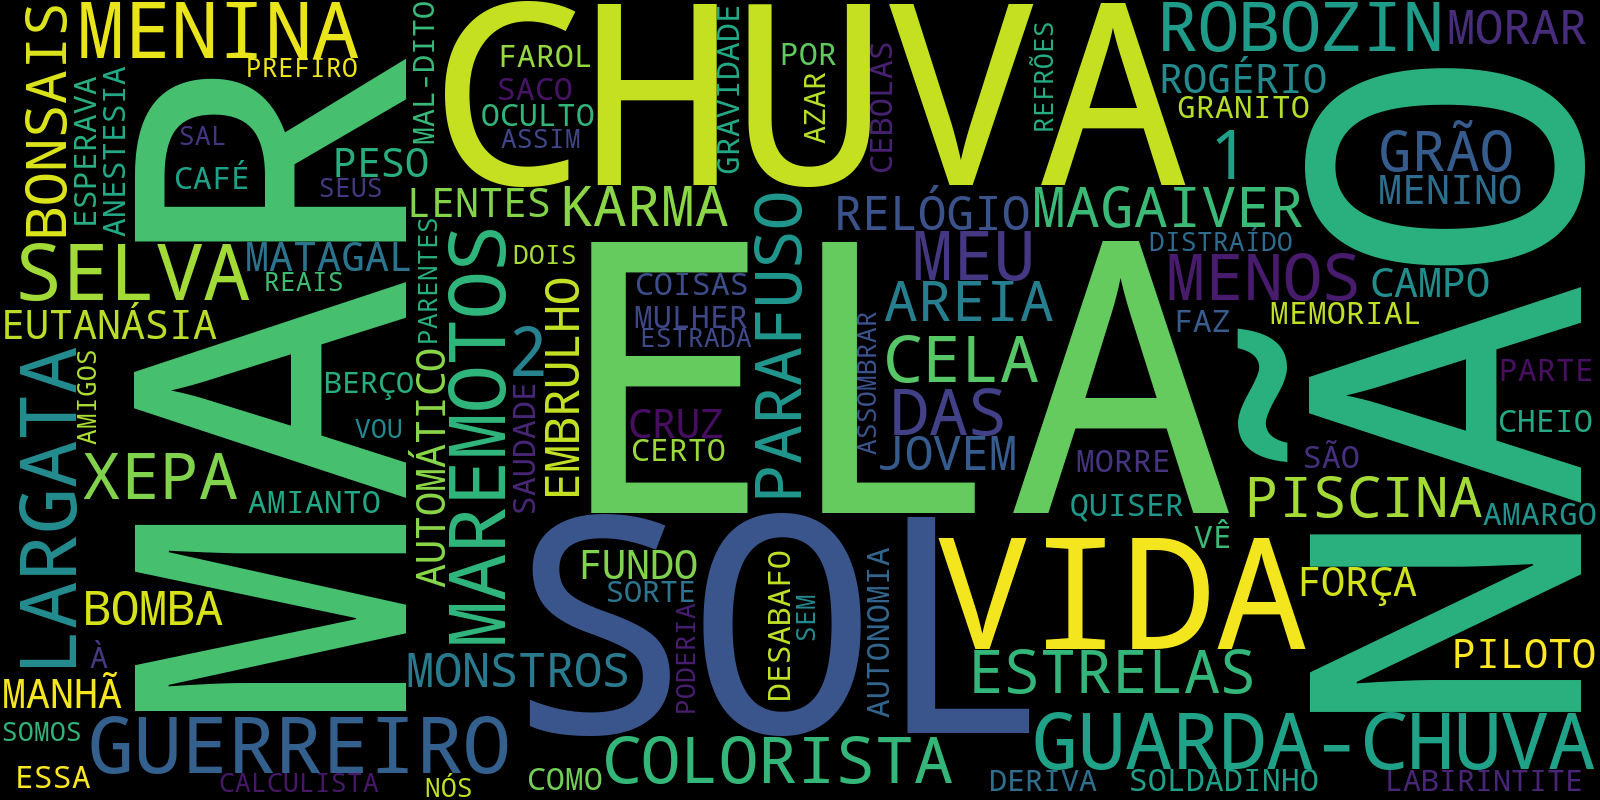 MENINA
PREFIRO
BONSAIS
ESPERAVA
ANESTESIA
MAR
SAL
CAFÉ
PESO
SEUS
MAL-DITO
CHUVA
FAROL
SACO
OCULTO
ASSIM
GRAVIDADE
POR
AZAR
CEBOLAS
REFRÕES
ROBOZIN
MORAR
ROGÉRIO
GRANITO
1
NÃO
GRÃO
MENINO
LENTES
KARMA
PARAFUSO
RELÓGIO
MAGAIVER
SELVA
MATAGAL
REAIS
PARENTES
MAREMOTOS
DOIS
ELA
COISAS
MULHER
ESTRADA
MEU
AREIA
DISTRAÍDO
MENOS
CAMPO
FAZ
MEMORIAL
EUTANÁSIA
LARGATA
AMIGOS
BERÇO
VOU
AUTOMÁTICO
2
SAUDADE
EMBRULHO
CRUZ
CERTO
ASSOMBRAR
CELA
DAS
JOVEM
MORRE
QUISER
SÃO
PARTE
CHEIO
XEPA
AMIANTO
PISCINA
AMARGO
VÊ
SOL
FUNDO
SORTE
PODERIA
DESABAFO
SEM
AUTONOMIA
VIDA
FORÇA
BOMBA
À
MANHÃ
MONSTROS
ESTRELAS
PILOTO
SOMOS
GUERREIRO
COLORISTA
GUARDA-CHUVA
ESSA
CALCULISTA
NÓS
COMO
DERIVA
SOLDADINHO
LABIRINTITE